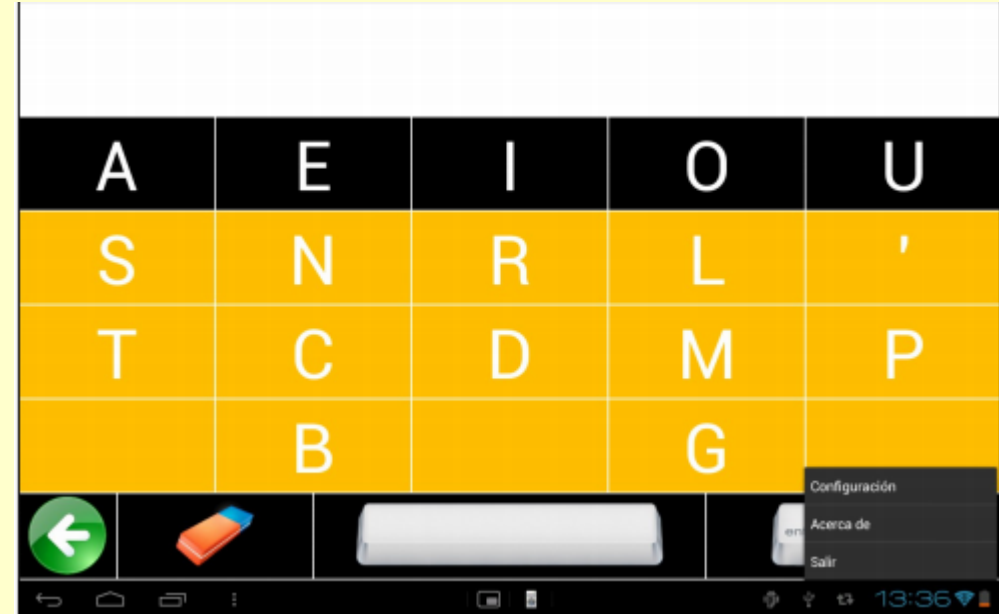 A E I O U
S N R L '
T C D M P
B G
Configuración
Acerca de
Salir
13:36